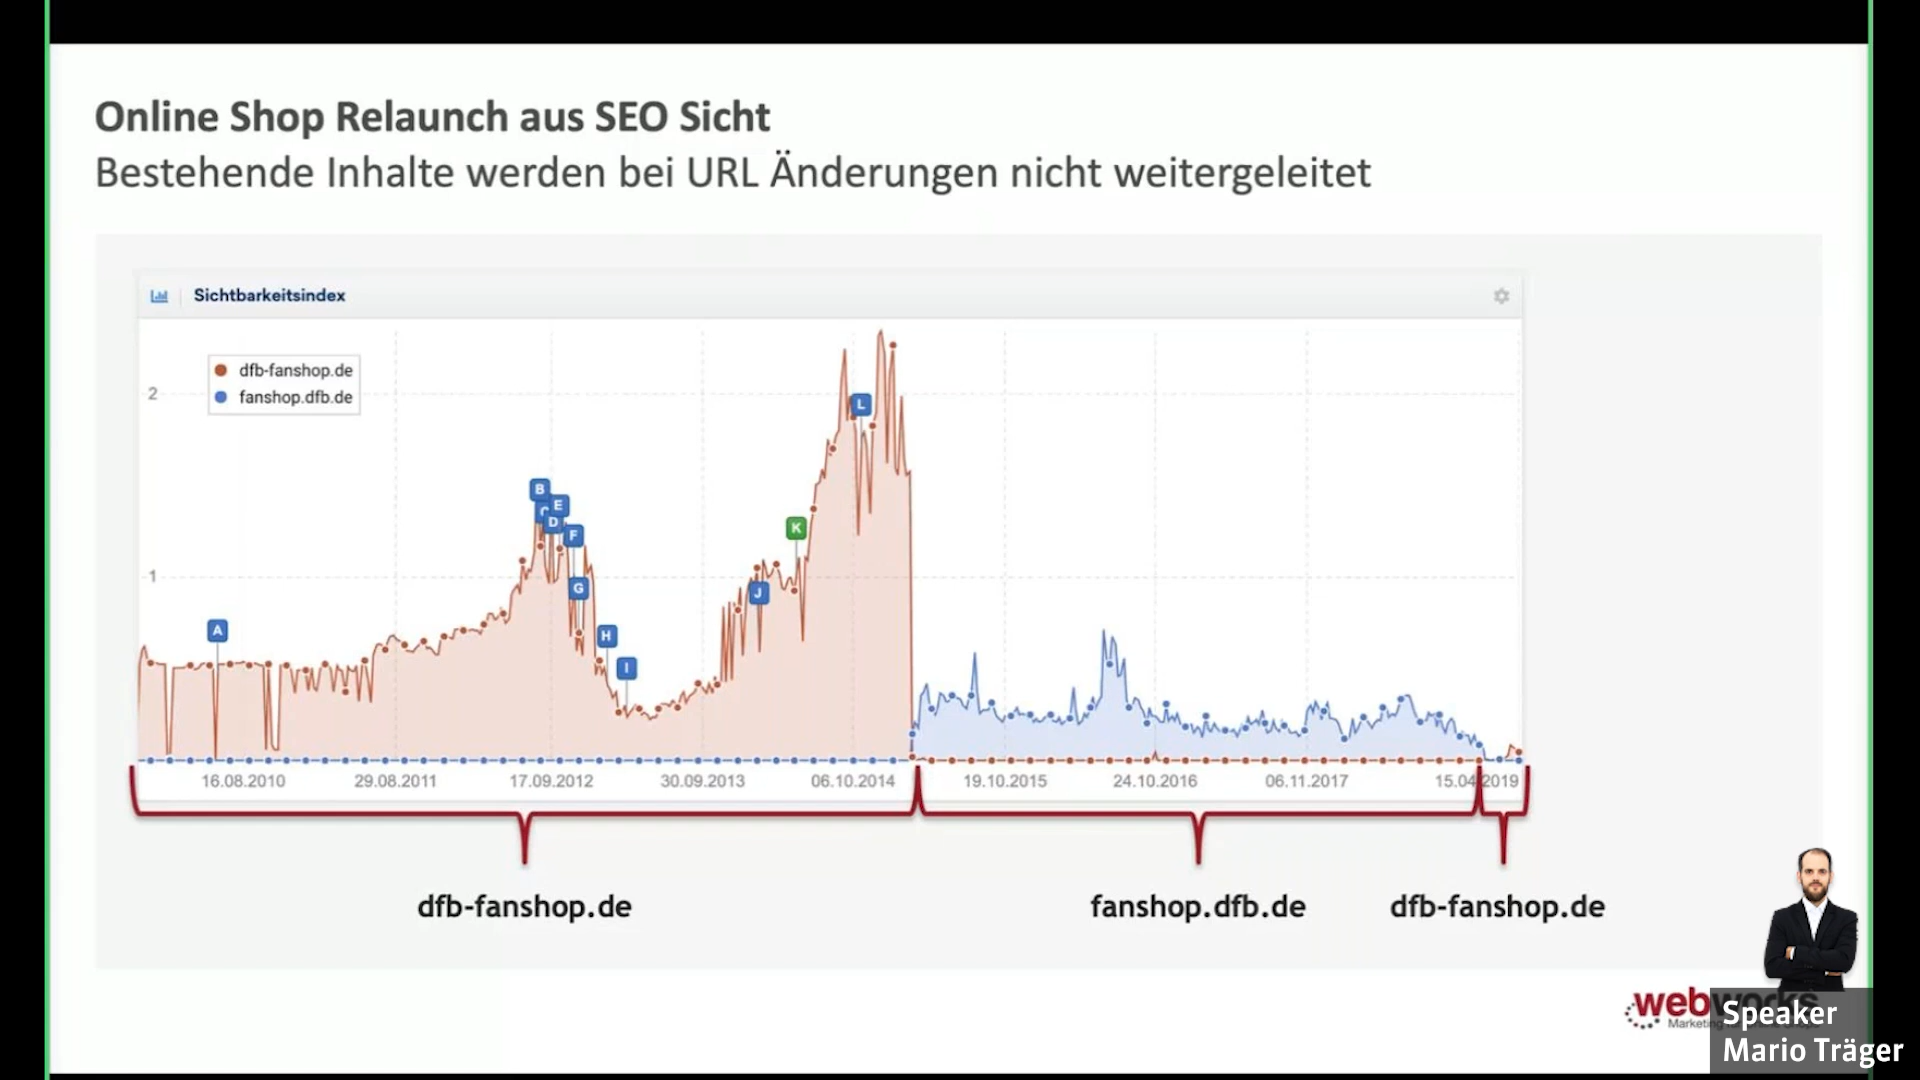 Online Shop Relaunch aus SEO Sicht
Bestehende Inhalte werden bei URL Änderungen nicht weitergeleitet
Sichtbarkeitsindex
dfb-fanshop.de
fanshop.dfb.de
2
1
A
B
C
D
E
F
G
H
I
J
K
L
16.08.2010
29.08.2011
17.09.2012
30.09.2013
06.10.2014
19.10.2015
24.10.2016
06.11.2017
15.04.2019
dfb-fanshop.de
fanshop.dfb.de
dfb-fanshop.de
webworks
Speaker
Mario Träger